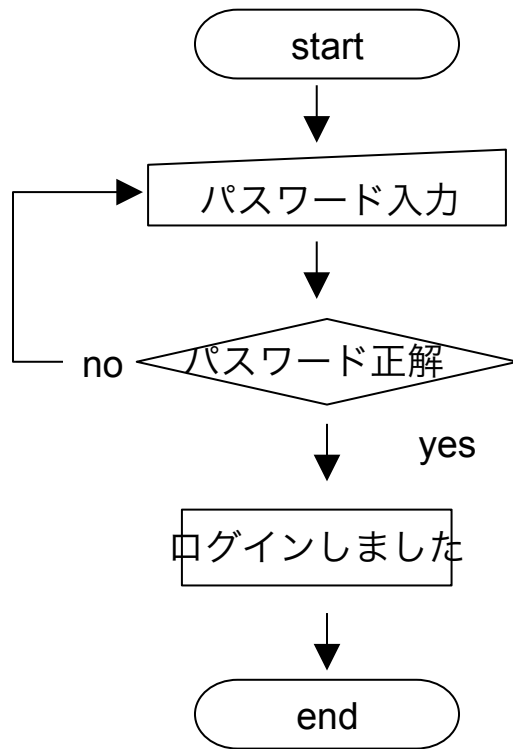 start
パスワード入力
no
パスワード正解
yes
ログインしました
end